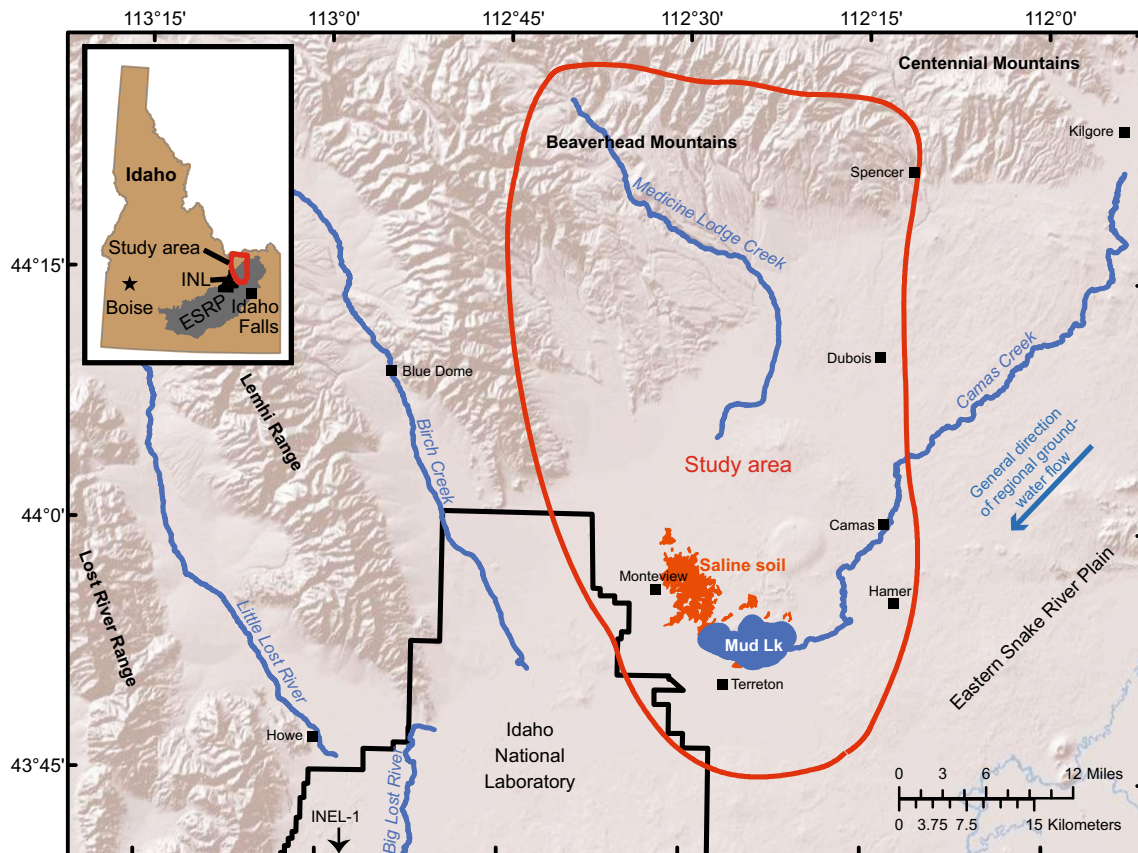 113°15'
113°0'
112°45'
112°30'
112°15'
112°0'
Centennial Mountains
Kilgore
Beaverhead Mountains
Spencer
Idaho
Medicine Lodge Creek
Study area
44°15'
INL
Boise
ESRP
Idaho
Falls
Dubois
Camas Creek
Blue Dome
Lemhi Range
Birch Creek
Study area
General direction
of regional ground-
water flow
44°0'
Camas
Saline soil
Monteview
Hamer
Lost River Range
Little Lost River
Mud Lk
Eastern Snake River Plain
Terreton
Howe
Idaho
National
Laboratory
43°45'
Big Lost River
INEL-1
0 3 6 12 Miles
0 3.75 7.5 15 Kilometers